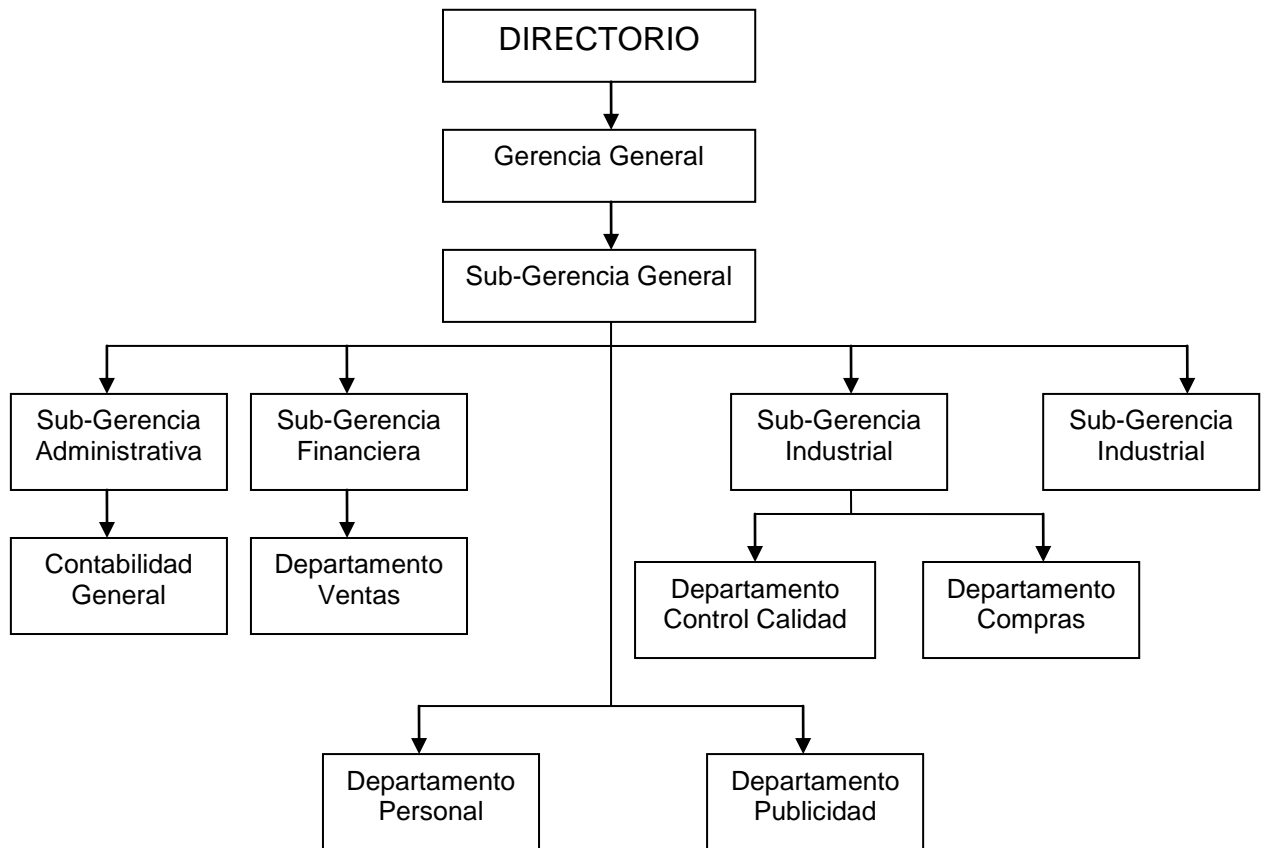 DIRECTORIO
Gerencia General
Sub-Gerencia General
Sub-Gerencia
Administrativa
Sub-Gerencia
Financiera
Sub-Gerencia
Industrial
Sub-Gerencia
Industrial
Contabilidad
General
Departamento
Ventas
Departamento
Control Calidad
Departamento
Compras
Departamento
Personal
Departamento
Publicidad